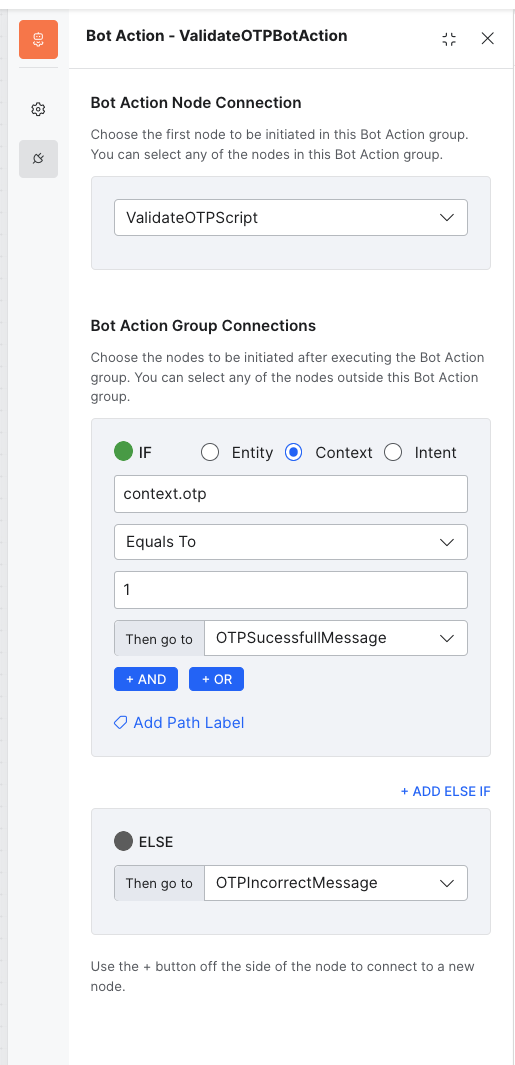 Bot Action - ValidateOTPBotAction
Bot Action Node Connection
Choose the first node to be initiated in this Bot Action group.
You can select any of the nodes in this Bot Action group.
ValidateOTPScript
Bot Action Group Connections
Choose the nodes to be initiated after executing the Bot Action
group. You can select any of the nodes outside this Bot Action
group.
IF Entity Context Intent
context.otp
Equals To
1
Then go to OTPSucessfullMessage
+ AND + OR
Add Path Label
+ ADD ELSE IF
ELSE
Then go to OTPIncorrectMessage
Use the + button off the side of the node to connect to a new
node.